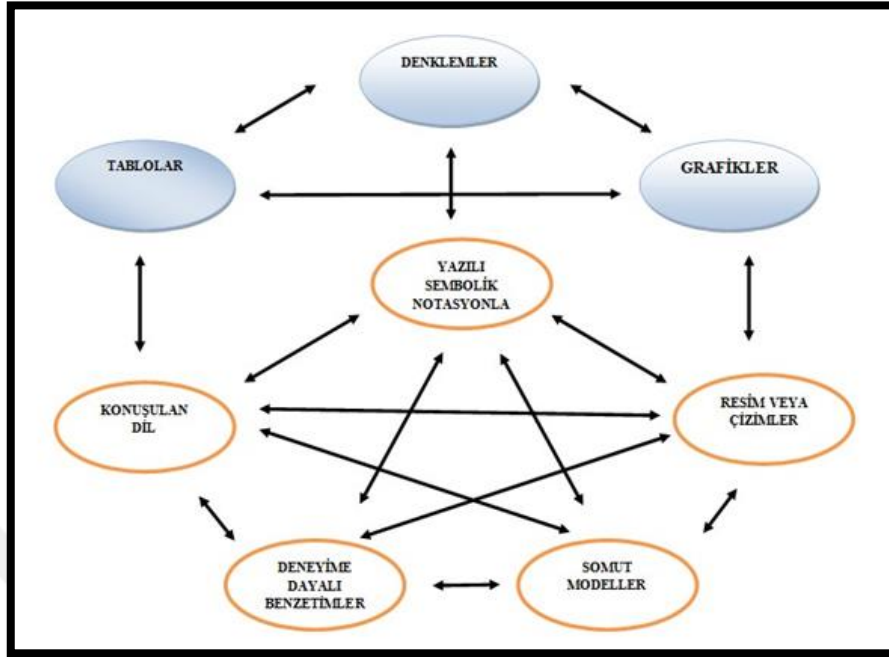 DENKLEMLER
TABLOLAR
GRAFİKLER
YAZILI
SEMBOLİK
NOTASYONLA
KONUŞULAN
DİL
RESİM VEYA
ÇİZİMLER
DENEYİME
DAYALI
BENZETİMLER
SOMUT
MODELLER